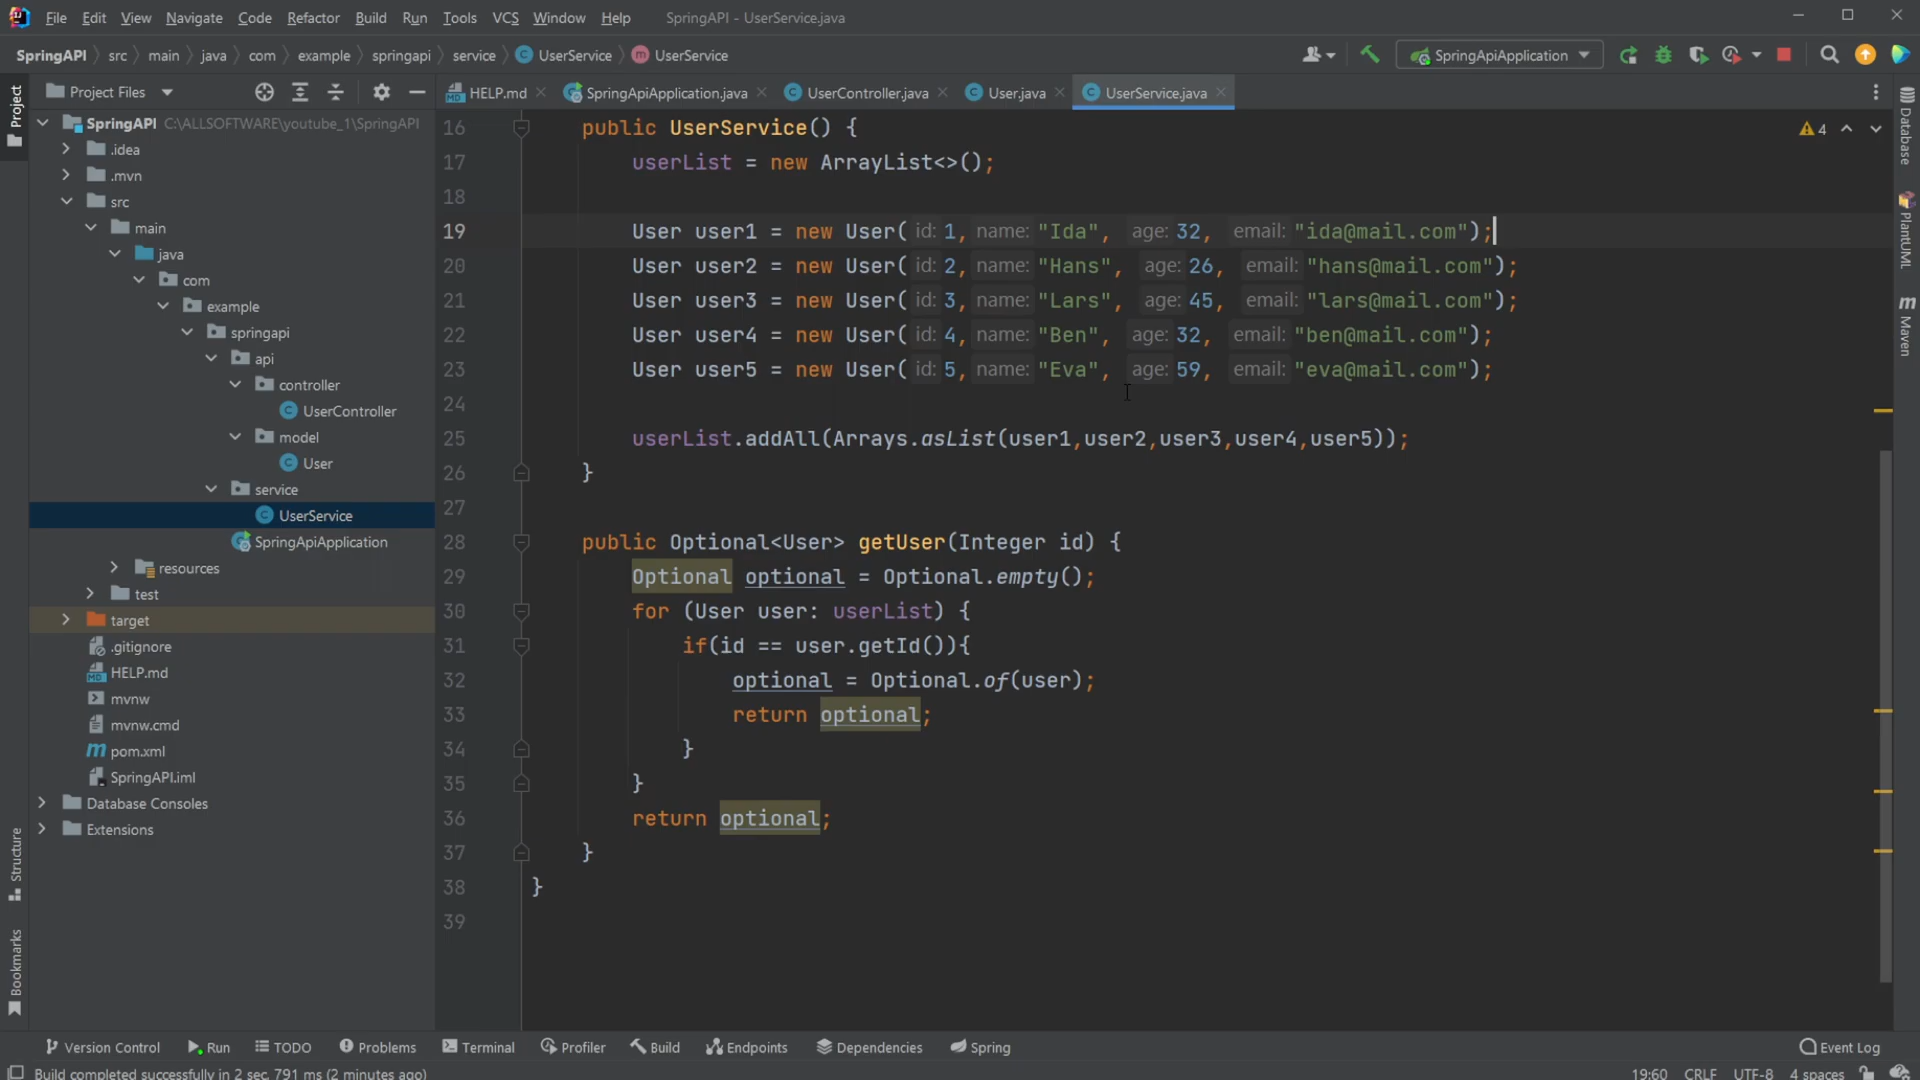 File Edit View Navigate Code Refactor Build Run Tools VCS Window Help SpringAPI - UserService.java
SpringAPI src main java com example springapi service UserService UserService SpringApiApplication
Project
Project Files
HELP.md SpringApiApplication.java UserController.java User.java UserService.java
SpringAPI C:\ALLSOFTWARE\youtube_1\SpringAPI
.idea
.mvn
src
main
java
com
example
springapi
api
controller
UserController
model
User
service
UserService
SpringApiApplication
resources
test
target
.gitignore
HELP.md
mvnw
mvnw.cmd
pom.xml
SpringAPI.iml
Database Consoles
Extensions
Structure
Bookmarks
4
16 public UserService() {
17 userList = new ArrayList<>();
18
19 User user1 = new User( id: 1, name: "Ida", age: 32, email: "ida@mail.com");
20 User user2 = new User( id: 2, name: "Hans", age: 26, email: "hans@mail.com");
21 User user3 = new User( id: 3, name: "Lars", age: 45, email: "lars@mail.com");
22 User user4 = new User( id: 4, name: "Ben", age: 32, email: "ben@mail.com");
23 User user5 = new User( id: 5, name: "Eva", age: 59, email: "eva@mail.com");
24
25 userList.addAll(Arrays.asList(user1,user2,user3,user4,user5));
26 }
27
28 public Optional<User> getUser(Integer id) {
29 Optional optional = Optional.empty();
30 for (User user: userList) {
31 if(id == user.getId()){
32 optional = Optional.of(user);
33 return optional;
34 }
35 }
36 return optional;
37 }
38 }
39
Database
PlantUML
Maven
Version Control Run TODO Problems Terminal Profiler Build Endpoints Dependencies Spring Event Log
Build completed successfully in 2 sec, 791 ms (2 minutes ago) 19:60 CRLF UTF-8 4 spaces